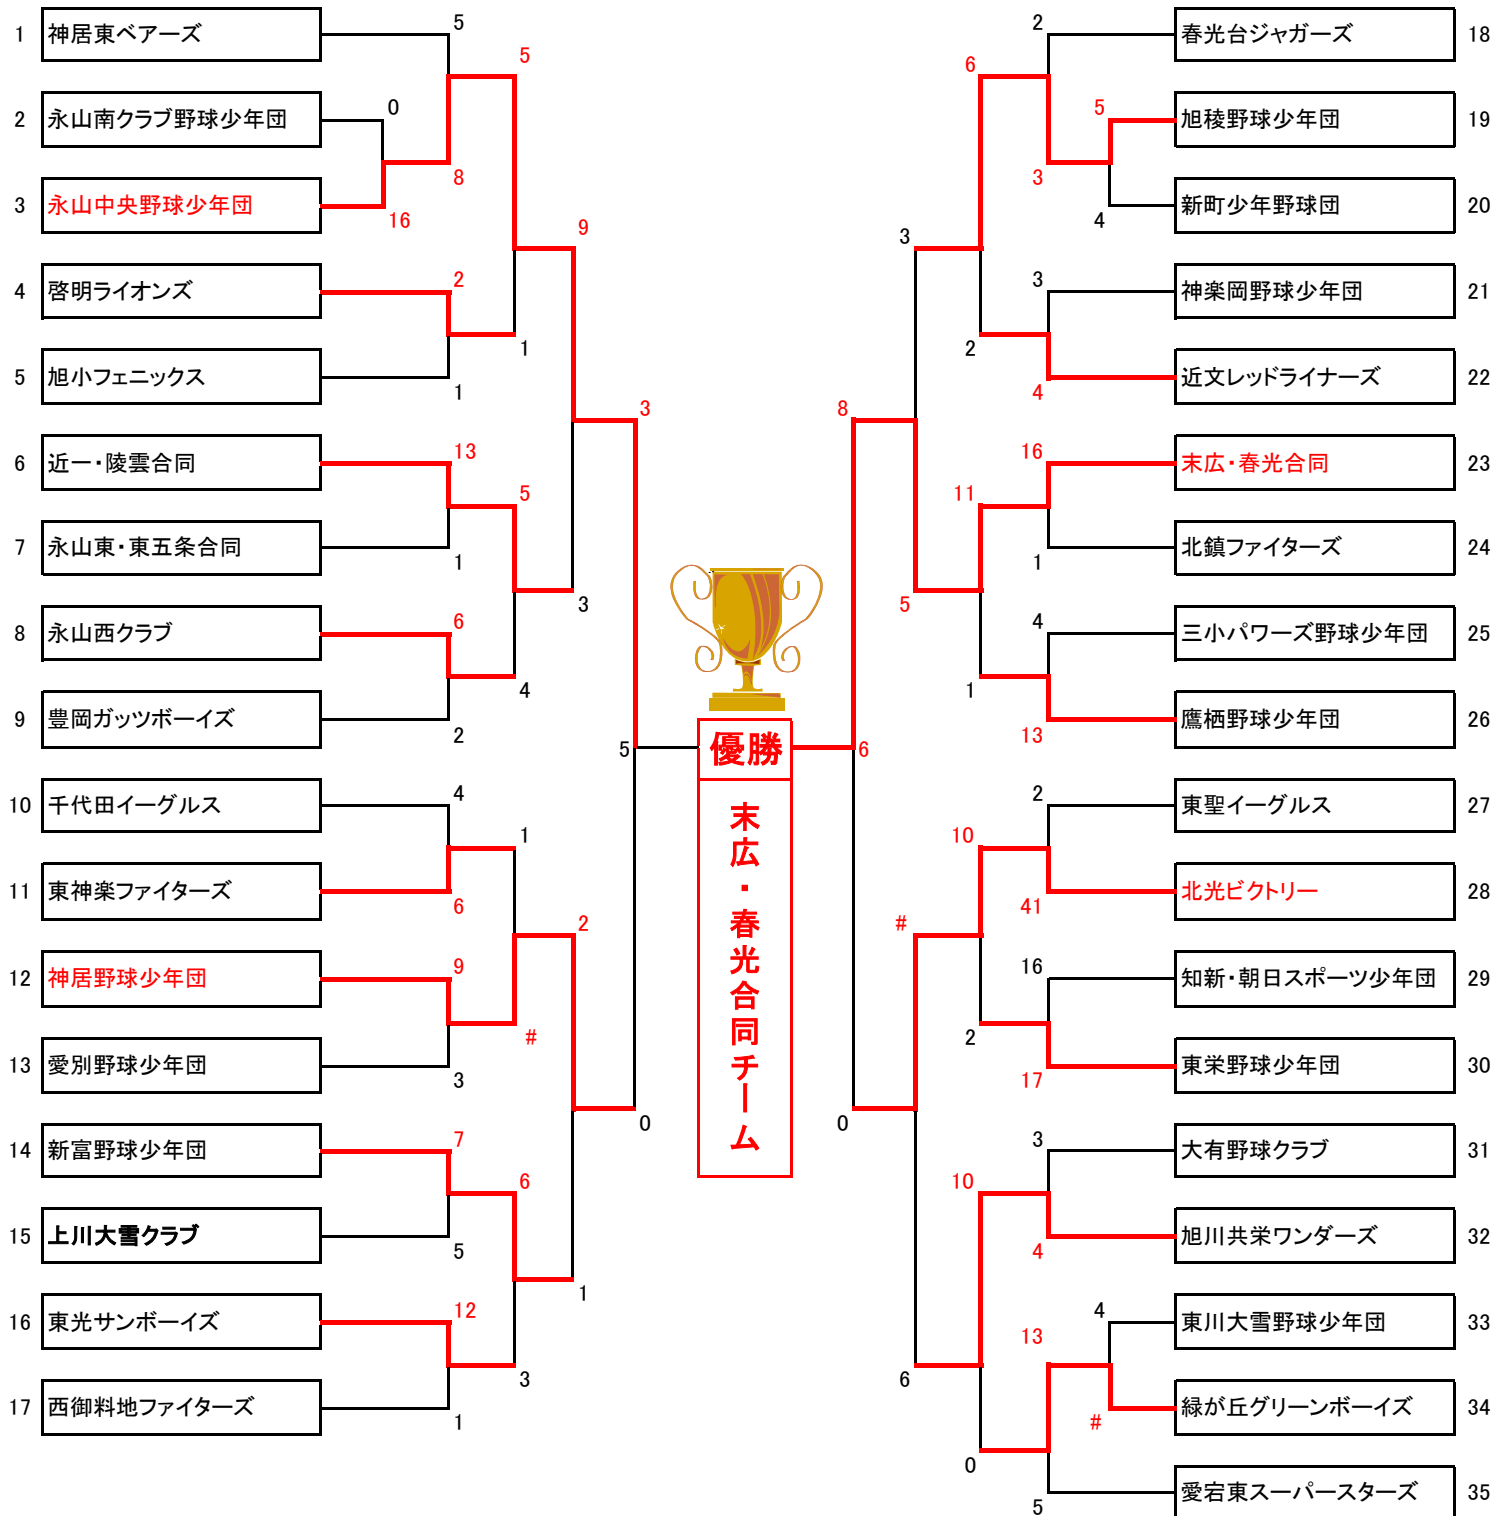 1 神居東ベアーズ
5
5
2 永山南クラブ野球少年団
0
8
3 永山中央野球少年団
16
9
4 啓明ライオンズ
2
1
5 旭小フェニックス
1
3
6 近一・陵雲合同
13
5
7 永山東・東五条合同
1
3
8 永山西クラブ
6
4
9 豊岡ガッツボーイズ
2
5
10 千代田イーグルス
4
1
11 東神楽ファイターズ
6
2
12 神居野球少年団
9
#
13 愛別野球少年団
3
0
14 新富野球少年団
7
6
15 上川大雪クラブ
5
1
16 東光サンボーイズ
12
3
17 西御料地ファイターズ
1
優勝
末広・春光合同チーム
2
春光台ジャガーズ 18
6
5
旭稜野球少年団 19
3
4
新町少年野球団 20
3
3
神楽岡野球少年団 21
2
4
近文レッドライナーズ 22
8
16
末広・春光合同 23
11
1
北鎮ファイターズ 24
5
4
三小パワーズ野球少年団 25
1
13
鷹栖野球少年団 26
6
2
東聖イーグルス 27
10
41
北光ビクトリー 28
#
16
知新・朝日スポーツ少年団 29
2
17
東栄野球少年団 30
0
3
大有野球クラブ 31
10
4
旭川共栄ワンダーズ 32
4
東川大雪野球少年団 33
13
6
#
緑が丘グリーンボーイズ 34
0
5
愛宕東スーパースターズ 35